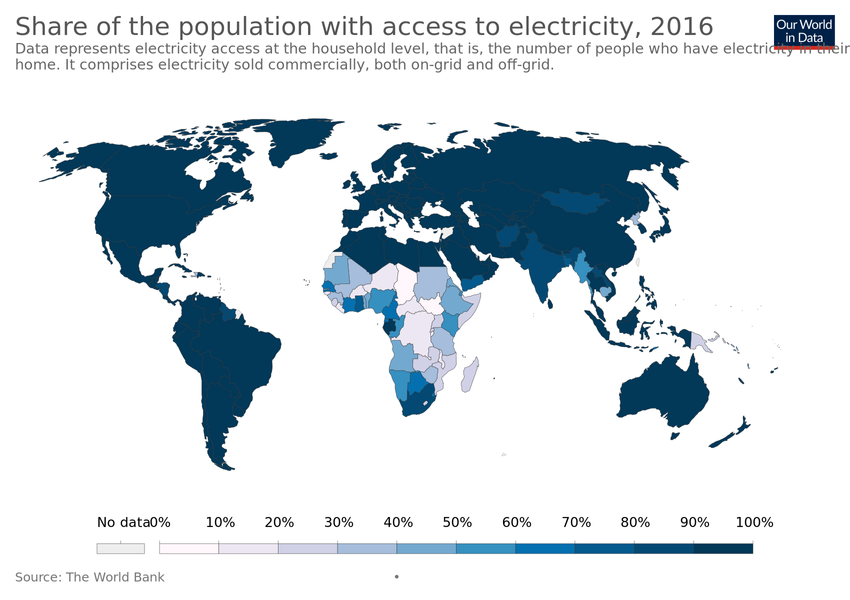 Share of the population with access to electricity, 2016
Our World
in Data
Data represents electricity access at the household level, that is, the number of people who have electricity in their
home. It comprises electricity sold commercially, both on-grid and off-grid.
No data 0% 10% 20% 30% 40% 50% 60% 70% 80% 90% 100%
Source: The World Bank